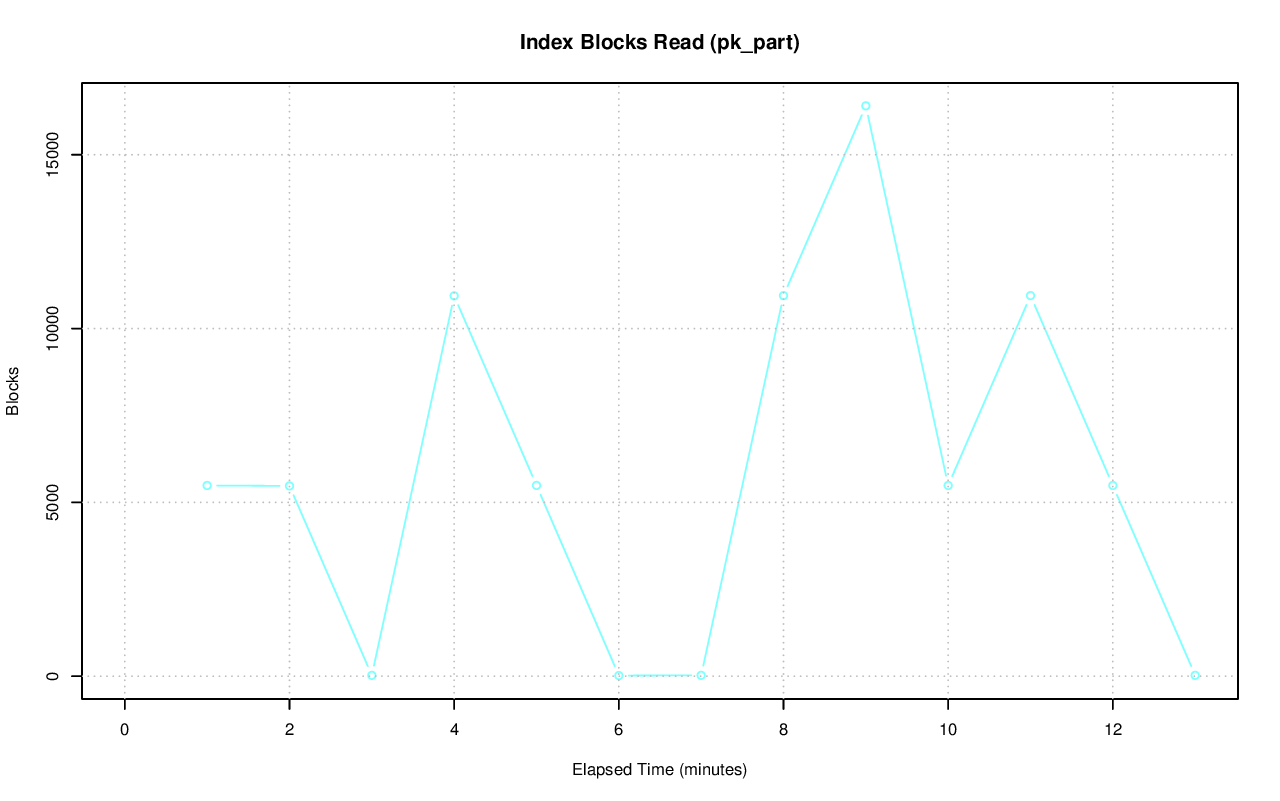 Index Blocks Read (pk_part)
15000
10000
5000
0
Blocks
0 2 4 6 8 10 12
Elapsed Time (minutes)